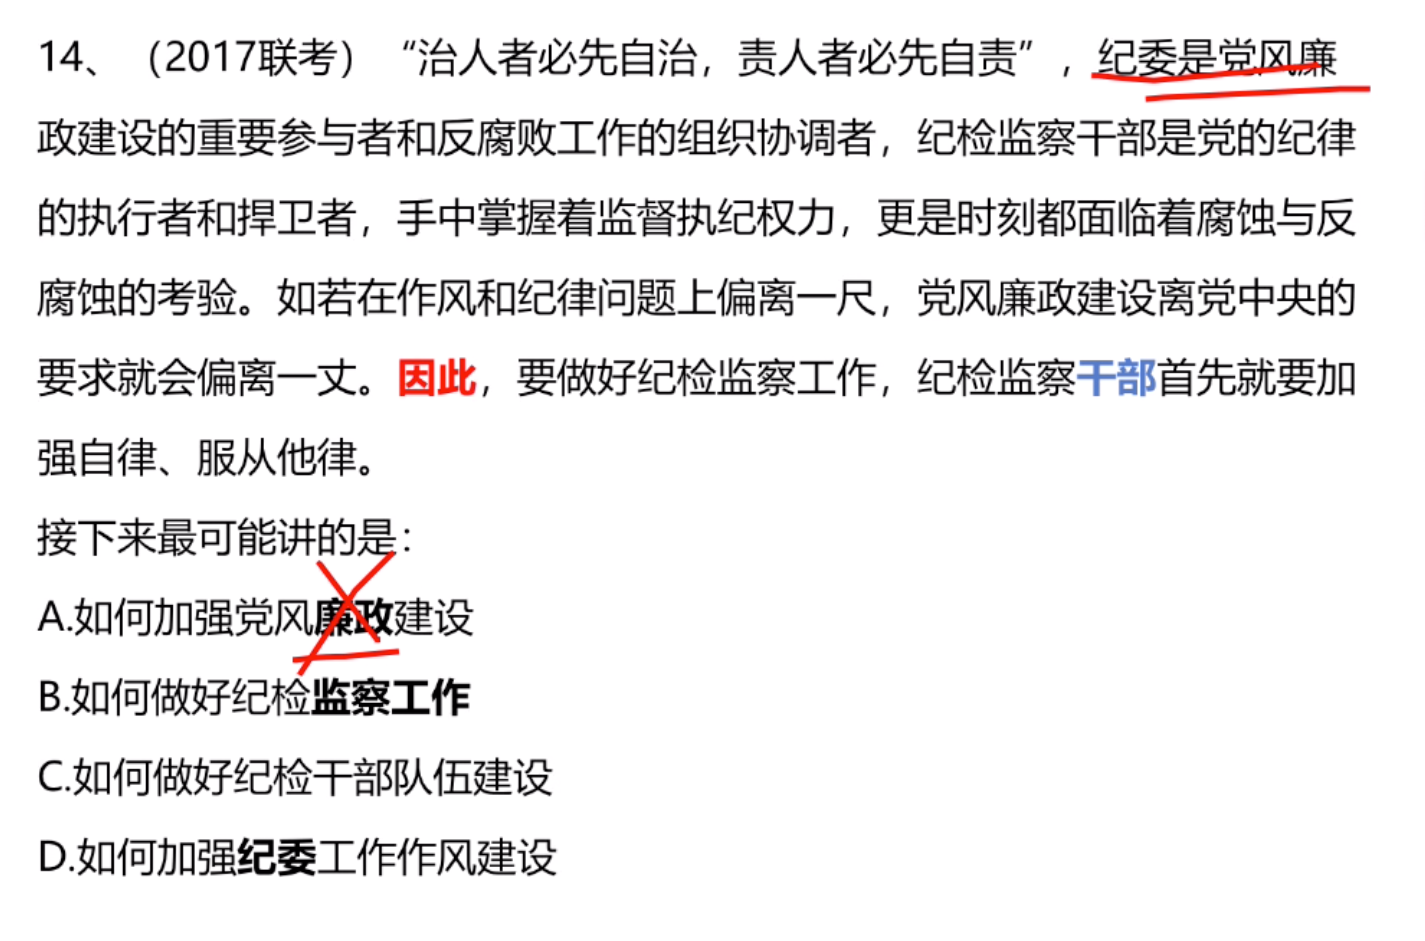 14、（2017联考）“治人者必先自治，责人者必先自责”，纪委是党风廉
政建设的重要参与者和反腐败工作的组织协调者，纪检监察干部是党的纪律
的执行者和捍卫者，手中掌握着监督执纪权力，更是时刻都面临着腐蚀与反
腐蚀的考验。如若在作风和纪律问题上偏离一尺，党风廉政建设离党中央的
要求就会偏离一丈。因此，要做好纪检监察工作，纪检监察干部首先就要加
强自律、服从他律。
接下来最可能讲的是：
A.如何加强党风廉政建设
B.如何做好纪检监察工作
C.如何做好纪检干部队伍建设
D.如何加强纪委工作作风建设